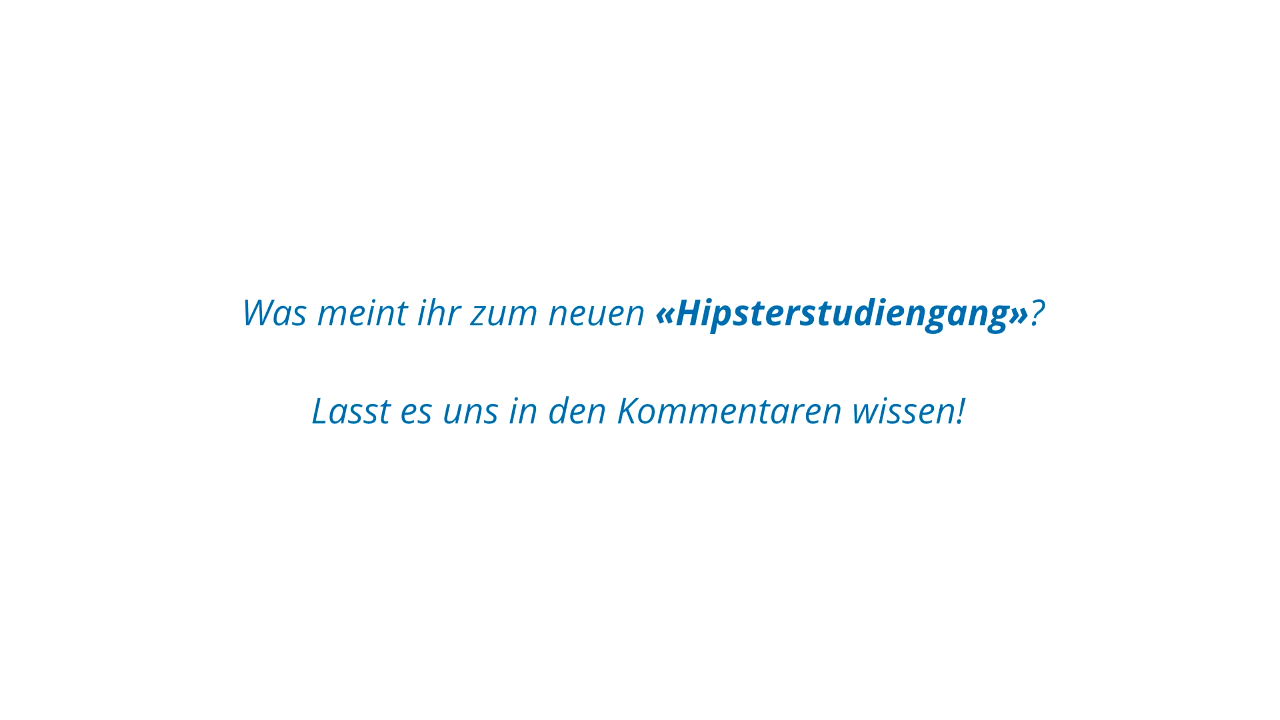 Was meint ihr zum neuen «Hipsterstudiengang»?
Lasst es uns in den Kommentaren wissen!